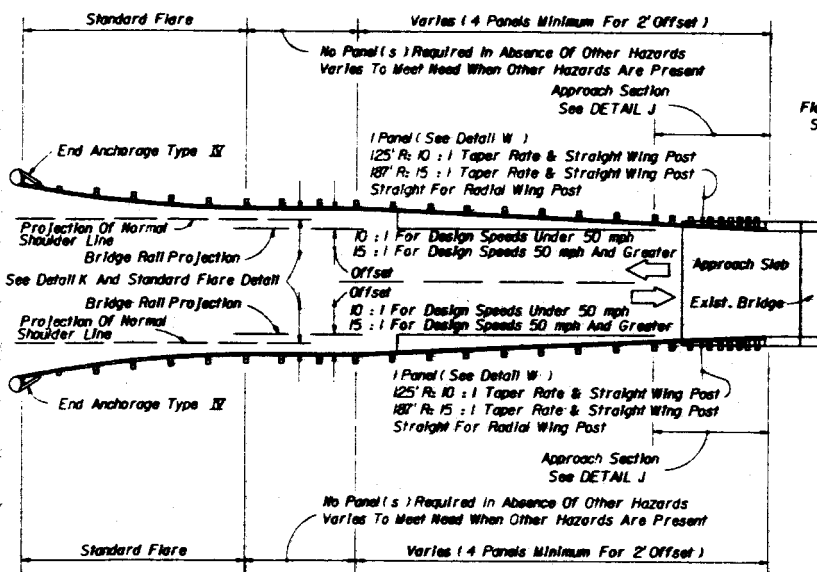 Standard Flare
Varies ( 4 Panels Minimum For 2' Offset )
No Panel( s ) Required In Absence Of Other Hazards
Varies To Meet Need When Other Hazards Are Present
Approach Section
See DETAIL J
1 Panel ( See Detail W )
125' R: 10 : 1 Taper Rate & Straight Wing Post
187' R: 15 : 1 Taper Rate & Straight Wing Post
Straight For Radial Wing Post
End Anchorage Type IV
Projection Of Normal
Shoulder Line
Bridge Rail Projection
10 : 1 For Design Speeds Under 50 mph
15 : 1 For Design Speeds 50 mph And Greater
Offset
See Detail K And Standard Flare Detail
Approach Slab
Bridge Rail Projection
Offset
Exist. Bridge
10 : 1 For Design Speeds Under 50 mph
15 : 1 For Design Speeds 50 mph And Greater
Projection Of Normal
Shoulder Line
1 Panel ( See Detail W )
125' R: 10 : 1 Taper Rate & Straight Wing Post
187' R: 15 : 1 Taper Rate & Straight Wing Post
Straight For Radial Wing Post
End Anchorage Type IV
Approach Section
See DETAIL J
No Panel( s ) Required In Absence Of Other Hazards
Varies To Meet Need When Other Hazards Are Present
Standard Flare
Varies ( 4 Panels Minimum For 2' Offset )